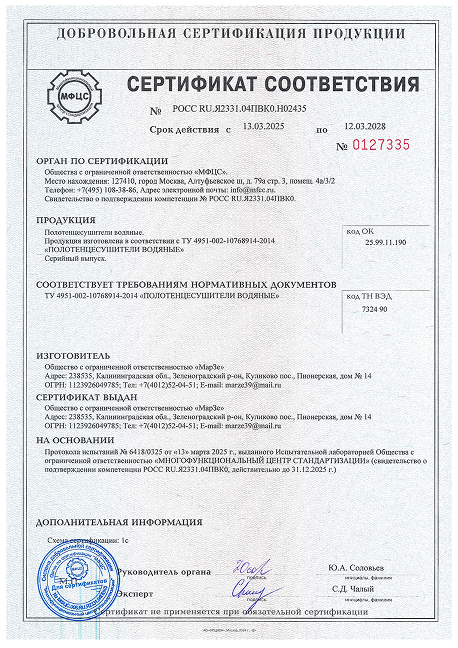 ДОБРОВОЛЬНАЯ СЕРТИФИКАЦИЯ ПРОДУКЦИИ
МФЦС
СЕРТИФИКАТ СООТВЕТСТВИЯ
№ РОСС RU.Я2331.04ПВК0.Н02435
Срок действия с 13.03.2025 по 12.03.2028
№ 0127335
ОРГАН ПО СЕРТИФИКАЦИИ
Общества с ограниченной ответственностью «МФЦС».
Место нахождения: 127410, город Москва, Алтуфьевское ш, д. 79а стр. 3, помещ. 4а/3/2
Телефон: +7(495) 108-38-86, Адрес электронной почты: info@mfcc.ru.
Свидетельство о подтверждении компетенции № РОСС RU.Я2331.04ПВК0.
ПРОДУКЦИЯ
Полотенцесушители водяные.
Продукция изготовлена в соответствии с ТУ 4951-002-10768914-2014
«ПОЛОТЕНЦЕСУШИТЕЛИ ВОДЯНЫЕ»
Серийный выпуск.
код ОК
25.99.11.190
СООТВЕТСТВУЕТ ТРЕБОВАНИЯМ НОРМАТИВНЫХ ДОКУМЕНТОВ
ТУ 4951-002-10768914-2014 «ПОЛОТЕНЦЕСУШИТЕЛИ ВОДЯНЫЕ»
код ТН ВЭД
7324 90
ИЗГОТОВИТЕЛЬ
Общество с ограниченной ответственностью «МарЗе»
Адрес: 238535, Калининградская обл., Зеленоградский р-он, Куликово пос., Пионерская, дом № 14
ОГРН: 1123926049785; Тел: +7(4012)52-04-51; E-mail: marze39@mail.ru
СЕРТИФИКАТ ВЫДАН
Общество с ограниченной ответственностью «МарЗе»
Адрес: 238535, Калининградская обл., Зеленоградский р-он, Куликово пос., Пионерская, дом № 14
ОГРН: 1123926049785; Тел: +7(4012)52-04-51; E-mail: marze39@mail.ru
НА ОСНОВАНИИ
Протокола испытаний № 6418/0325 от «13» марта 2025 г., выданного Испытательной лабораторией Общества с
ограниченной ответственностью «МНОГОФУНКЦИОНАЛЬНЫЙ ЦЕНТР СТАНДАРТИЗАЦИИ» (свидетельство о
подтверждении компетенции РОСС RU.Я2331.04ПВК0, действительно до 31.12.2025 г.)
ДОПОЛНИТЕЛЬНАЯ ИНФОРМАЦИЯ
Схема сертификации: 1с
Руководитель органа
подпись
Ю.А. Соловьев
инициалы, фамилия
М.П.
Для сертификатов
Эксперт
подпись
С.Д. Чалый
инициалы, фамилия
Сертификат не применяется при обязательной сертификации